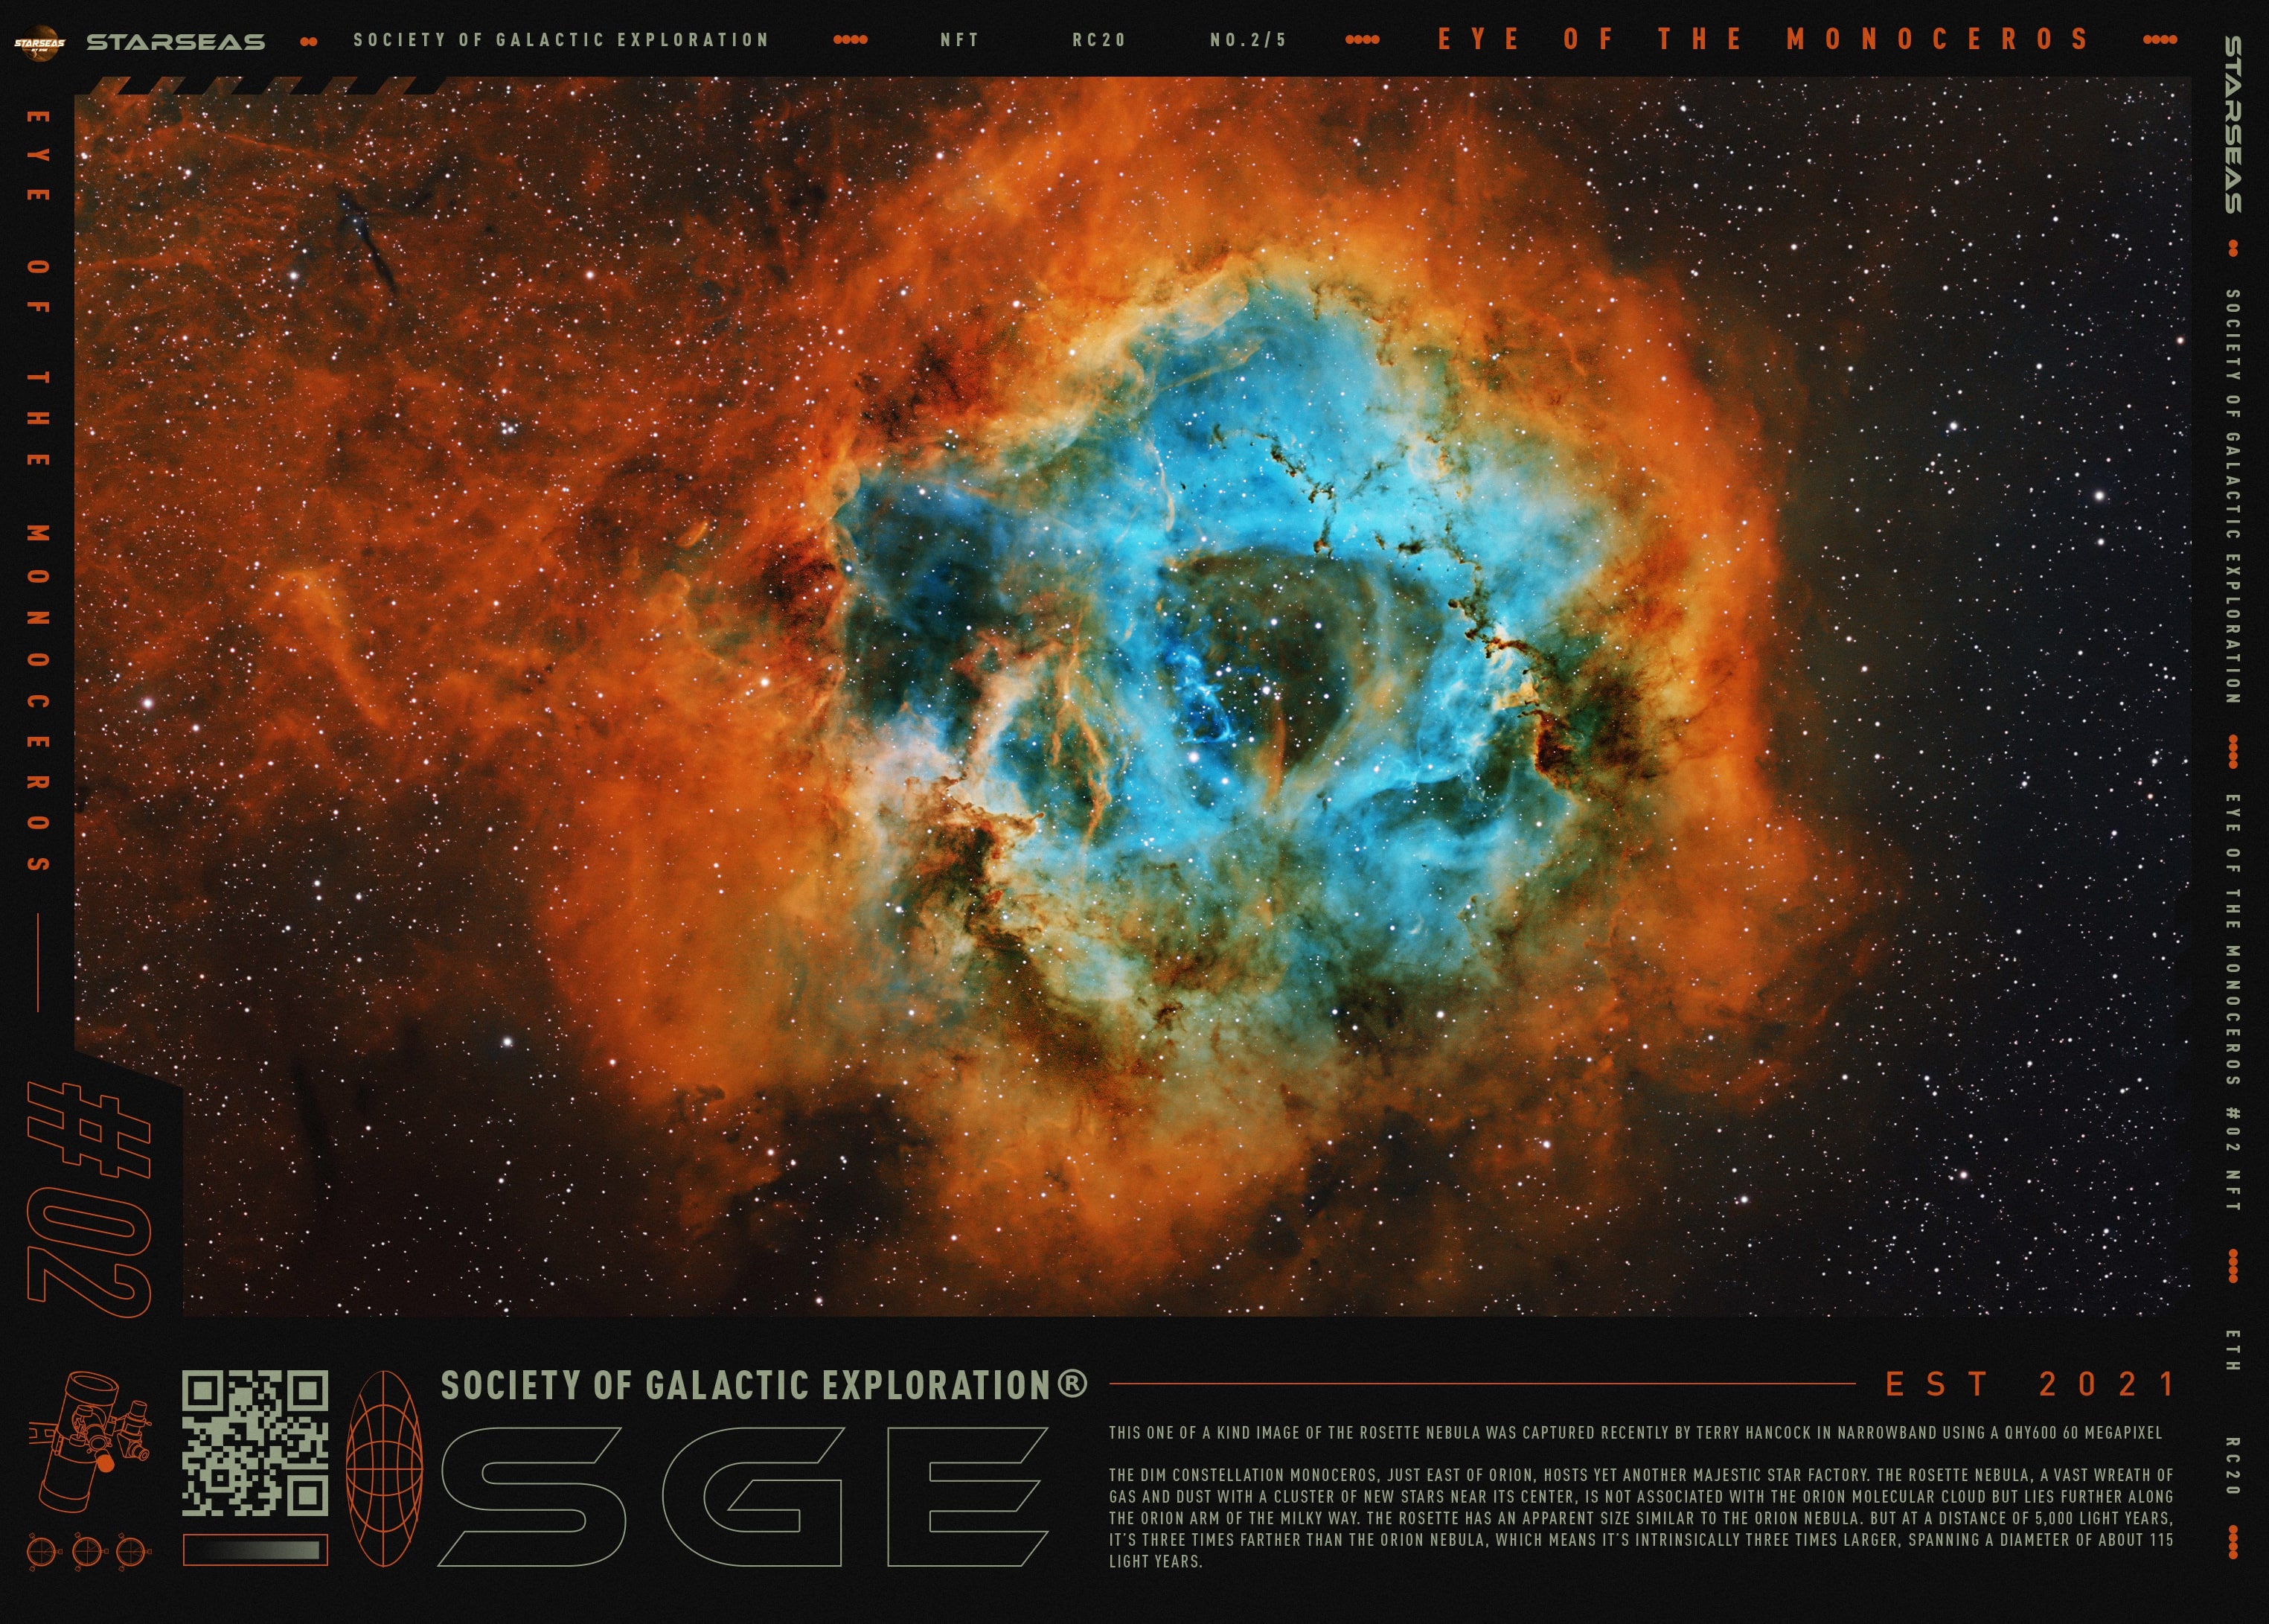 STARSEAS
STARSEAS SOCIETY OF GALACTIC EXPLORATION NFT RC20 NO.2/5 EYE OF THE MONOCEROS
EYE OF THE MONOCEROS
#02
STARSEAS SOCIETY OF GALACTIC EXPLORATION EYE OF THE MONOCEROS #02 NFT ETH RC20
SOCIETY OF GALACTIC EXPLORATION®
SGE
EST 2021
THIS ONE OF A KIND IMAGE OF THE ROSETTE NEBULA WAS CAPTURED RECENTLY BY TERRY HANCOCK IN NARROWBAND USING A QHY600 60 MEGAPIXEL
THE DIM CONSTELLATION MONOCEROS, JUST EAST OF ORION, HOSTS YET ANOTHER MAJESTIC STAR FACTORY. THE ROSETTE NEBULA, A VAST WREATH OF
GAS AND DUST WITH A CLUSTER OF NEW STARS NEAR ITS CENTER, IS NOT ASSOCIATED WITH THE ORION MOLECULAR CLOUD BUT LIES FURTHER ALONG
THE ORION ARM OF THE MILKY WAY. THE ROSETTE HAS AN APPARENT SIZE SIMILAR TO THE ORION NEBULA. BUT AT A DISTANCE OF 5,000 LIGHT YEARS,
IT'S THREE TIMES FARTHER THAN THE ORION NEBULA, WHICH MEANS IT'S INTRINSICALLY THREE TIMES LARGER, SPANNING A DIAMETER OF ABOUT 115
LIGHT YEARS.